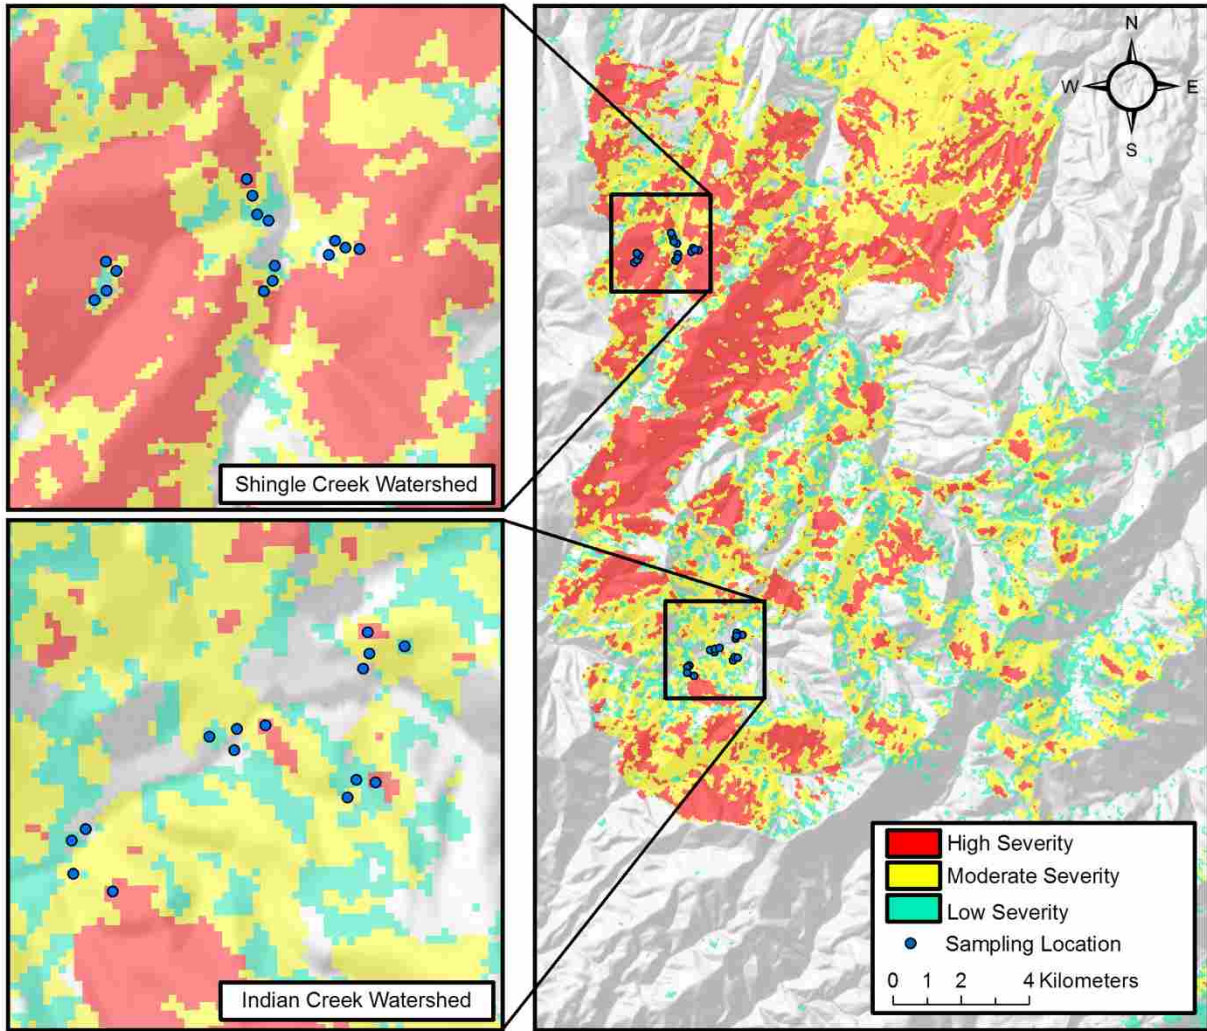 Shingle Creek Watershed
Indian Creek Watershed
N
W E
S
High Severity
Moderate Severity
Low Severity
Sampling Location
0 1 2 4 Kilometers